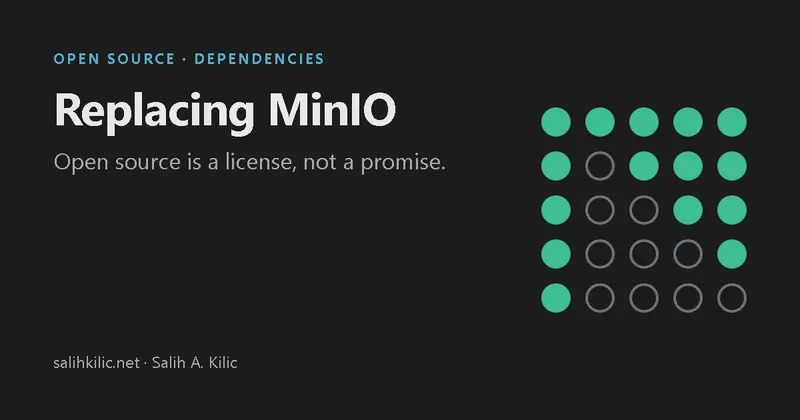 OPEN SOURCE · DEPENDENCIES
Replacing MinIO
Open source is a license, not a promise.
salihkilic.net · Salih A. Kilic